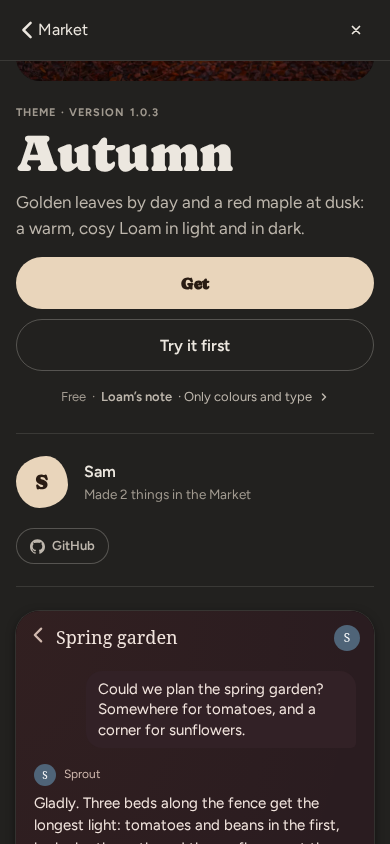 Market
THEME · VERSION 1.0.3
Autumn
Golden leaves by day and a red maple at dusk:
a warm, cosy Loam in light and in dark.
Get
Try it first
Free · Loam's note · Only colours and type
S
Sam
Made 2 things in the Market
GitHub
Spring garden
S
Could we plan the spring garden?
Somewhere for tomatoes, and a
corner for sunflowers.
S
Sprout
Gladly. Three beds along the fence get the
longest light: tomatoes and beans in the first,